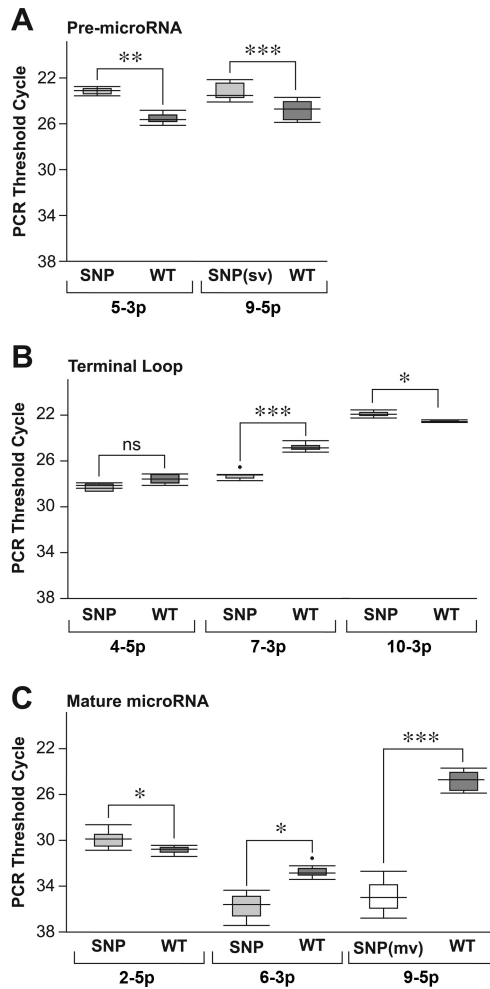 A
Pre-microRNA
PCR Threshold Cycle
22
26
30
38
**
***
SNP WT SNP(sv) WT
5-3p 9-5p
B
Terminal Loop
PCR Threshold Cycle
22
26
30
38
ns
***
*
SNP WT SNP WT SNP WT
4-5p 7-3p 10-3p
C
Mature microRNA
PCR Threshold Cycle
22
26
30
34
38
*
*
***
SNP WT SNP WT SNP(mv) WT
2-5p 6-3p 9-5p